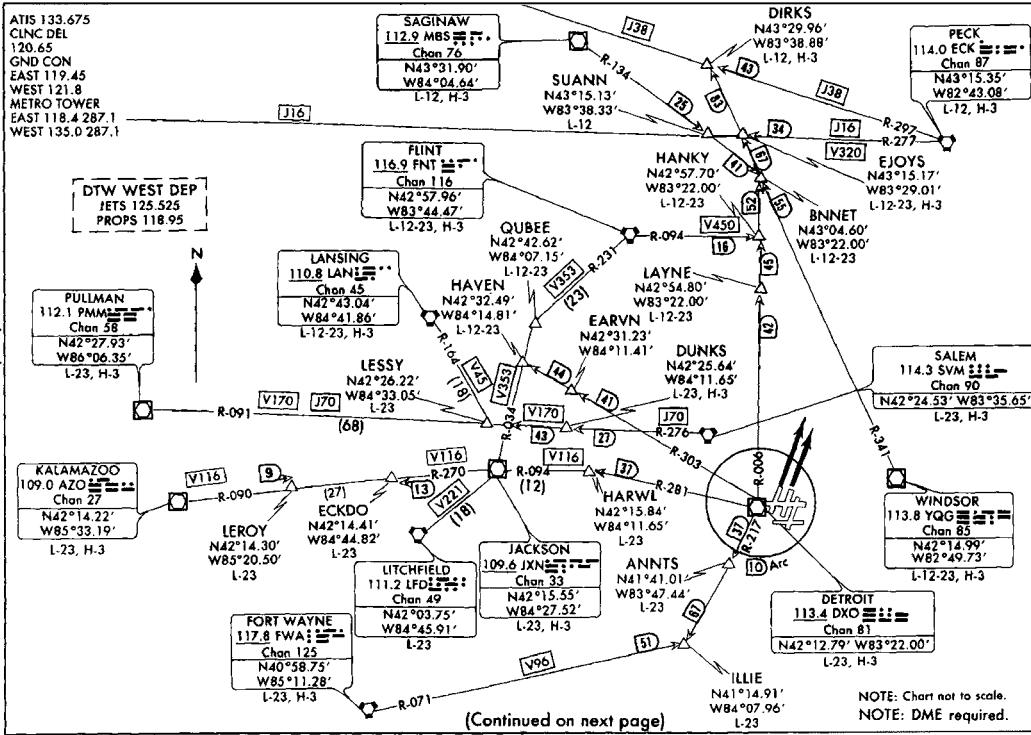 ATIS 133.675
CLNC DEL
120.65
GND CON
EAST 119.45
WEST 121.8
METRO TOWER
EAST 118.4 287.1
WEST 135.0 287.1
SAGINAW
112.9 MBS
Chan 76
N43°31.90'
W84°04.64'
L-12, H-3
J38
DIRKS
N43°29.96'
W83°38.88'
L-12, H-3
PECK
114.0 ECK
Chan 87
N43°15.35'
W82°43.08'
L-12, H-3
R-134
43
J38
SUANN
N43°15.13'
W83°38.33'
L-12
83
J16
25
34
J16
R-297
R-277
V320
DTW WEST DEP
JETS 125.525
PROPS 118.95
FLINT
116.9 FNT
Chan 116
N42°57.96'
W83°44.47'
L-12-23, H-3
HANKY
N42°57.70'
W83°22.00'
L-12-23
41
67
EJOYS
N43°15.17'
W83°29.01'
L-12-23, H-3
52
55
BNNET
N43°04.60'
W83°22.00'
L-12-23
QUBEE
N42°42.62'
W84°07.15'
L-12-23
R-094
V450
16
R-231
V353
(23)
45
N
LANSING
110.8 LAN
Chan 45
N42°43.04'
W84°41.86'
L-12-23, H-3
HAVEN
N42°32.49'
W84°14.81'
L-12-23
LAYNE
N42°54.80'
W83°22.00'
L-12-23
42
PULLMAN
112.1 PMM
Chan 58
N42°27.93'
W86°06.35'
L-23, H-3
EARVN
N42°31.23'
W84°11.41'
R-164
V45
(18)
V353
44
LESSY
N42°26.22'
W84°33.05'
L-23
DUNKS
N42°25.64'
W84°11.65'
L-23, H-3
SALEM
114.3 SVM
Chan 90
N42°24.53' W83°35.65'
L-23, H-3
R-091
V170
J70
(68)
R-034
43
V170
41
27
J70
R-276
R-303
R-006
R-341
KALAMAZOO
109.0 AZO
Chan 27
N42°14.22'
W85°33.19'
L-23, H-3
V116
9
R-090
(27)
V116
R-270
13
R-094
(12)
V116
37
R-281
WINDSOR
113.8 YQG
Chan 85
N42°14.99'
W82°49.73'
L-12-23, H-3
LEROY
N42°14.30'
W85°20.50'
L-23
ECKDO
N42°14.41'
W84°44.82'
L-23
V221
(18)
HARWL
N42°15.84'
W84°11.65'
L-23
37
R-217
10 Arc
LITCHFIELD
111.2 LFD
Chan 49
N42°03.75'
W84°45.91'
L-23
JACKSON
109.6 JXN
Chan 33
N42°15.55'
W84°27.52'
L-23, H-3
ANNTS
N41°41.01'
W83°47.44'
L-23
67
DETROIT
113.4 DXO
Chan 81
N42°12.79' W83°22.00'
L-23, H-3
FORT WAYNE
117.8 FWA
Chan 125
N40°58.75'
W85°11.28'
L-23, H-3
R-071
V96
51
ILLIE
N41°14.91'
W84°07.96'
L-23
(Continued on next page)
NOTE: Chart not to scale.
NOTE: DME required.